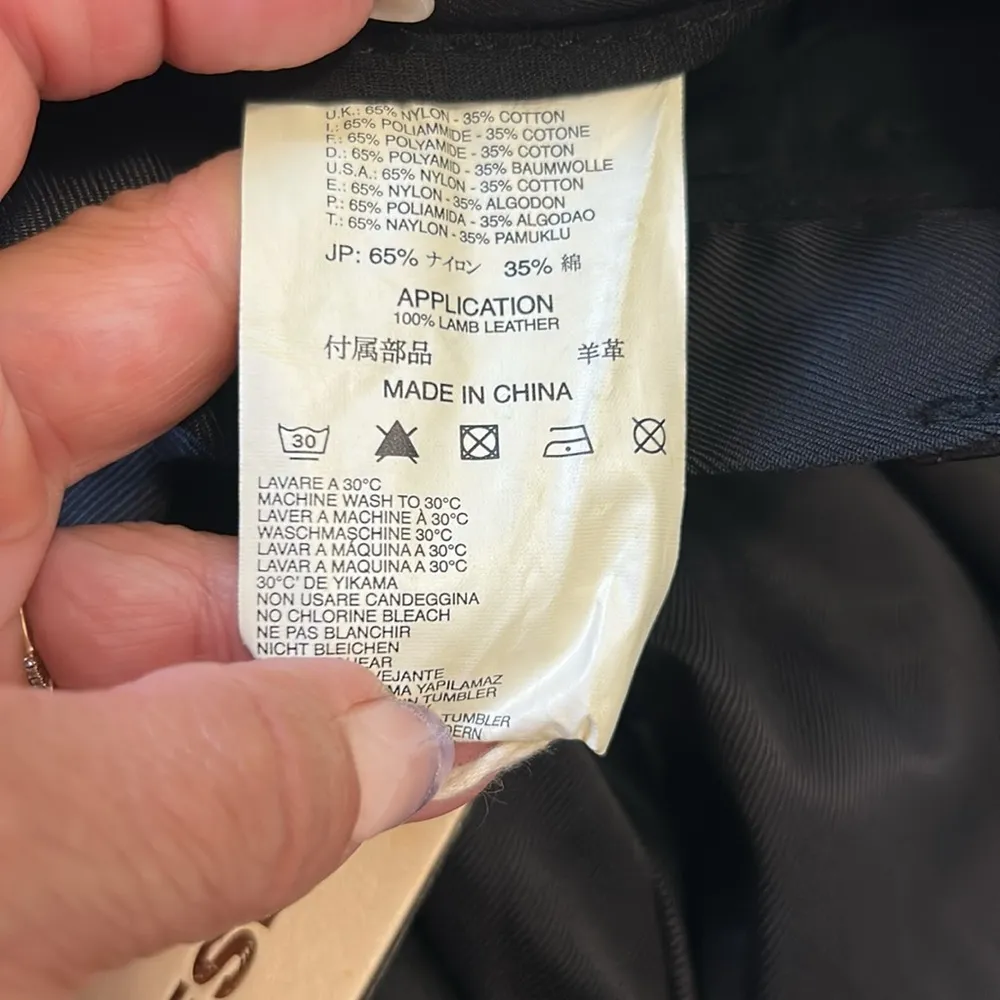 U.K.: 65% NYLON - 35% COTTON
I.: 65% POLIAMMIDE - 35% COTONE
F.: 65% POLYAMIDE - 35% COTON
D.: 65% POLYAMID - 35% BAUMWOLLE
U.S.A.: 65% NYLON - 35% COTTON
E.: 65% NYLON - 35% ALGODON
P.: 65% POLIAMIDA - 35% ALGODAO
T.: 65% NAYLON - 35% PAMUKLU
JP: 65% ナイロン 35% 綿
APPLICATION
100% LAMB LEATHER
付属部品 羊革
MADE IN CHINA
30
LAVARE A 30°C
MACHINE WASH TO 30°C
LAVER A MACHINE À 30°C
WASCHMASCHINE 30°C
LAVAR A MÁQUINA A 30°C
LAVAR A MAQUINA A 30°C
30°C' DE YIKAMA
NON USARE CANDEGGINA
NO CHLORINE BLEACH
NE PAS BLANCHIR
NICHT BLEICHEN
YAPILAMAZ
TUMBLER
TUMBLER